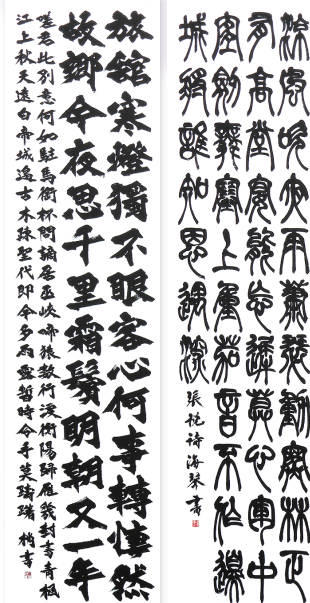 涼風吹夜雨蕭瑟動寒林正
有高堂宴能忘遲莫心軍中
宜劍舞塞上重笳音不作邊
城將誰知恩遇深
張説詩海琴書
旅館寒燈獨不眠客心何事轉悽然
故鄉今夜思千里霜鬢明朝又一年
嗟君此別意何如駐馬銜杯問謫居巫峽啼猿數行淚衡陽歸雁幾封書青楓
江上秋天遠白帝城邊古木疎聖代即今多雨露暫時分手莫躊躇